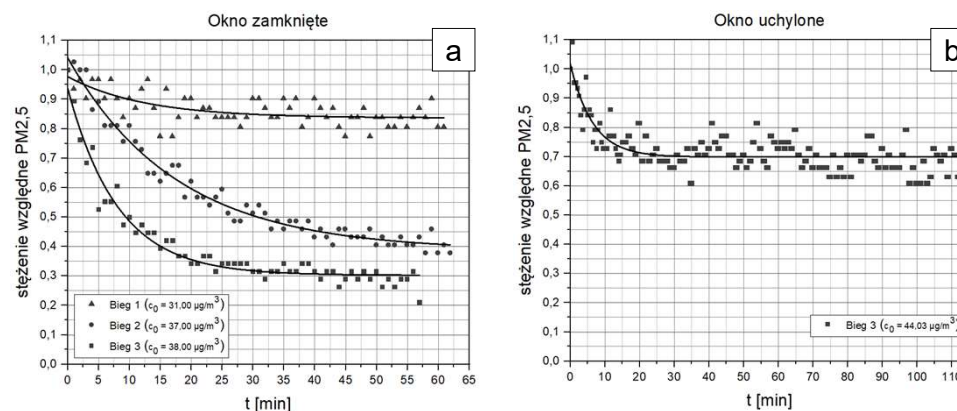 Okno zamknięte
a
stężenie względne PM2,5
1,1
1,0
0,9
0,8
0,7
0,6
0,5
0,4
0,3
0,2
0,1
0,0
Bieg 1 (c0 = 31,00 µg/m3)
Bieg 2 (c0 = 37,00 µg/m3)
Bieg 3 (c0 = 38,00 µg/m3)
0 5 10 15 20 25 30 35 40 45 50 55 60 65
t [min]
Okno uchylone
b
stężenie względne PM2,5
1,1
1,0
0,9
0,8
0,7
0,6
0,5
0,4
0,3
0,2
0,1
0,0
Bieg 3 (c0 = 44,03 µg/m3)
0 10 20 30 40 50 60 70 80 90 100 110
t [min]